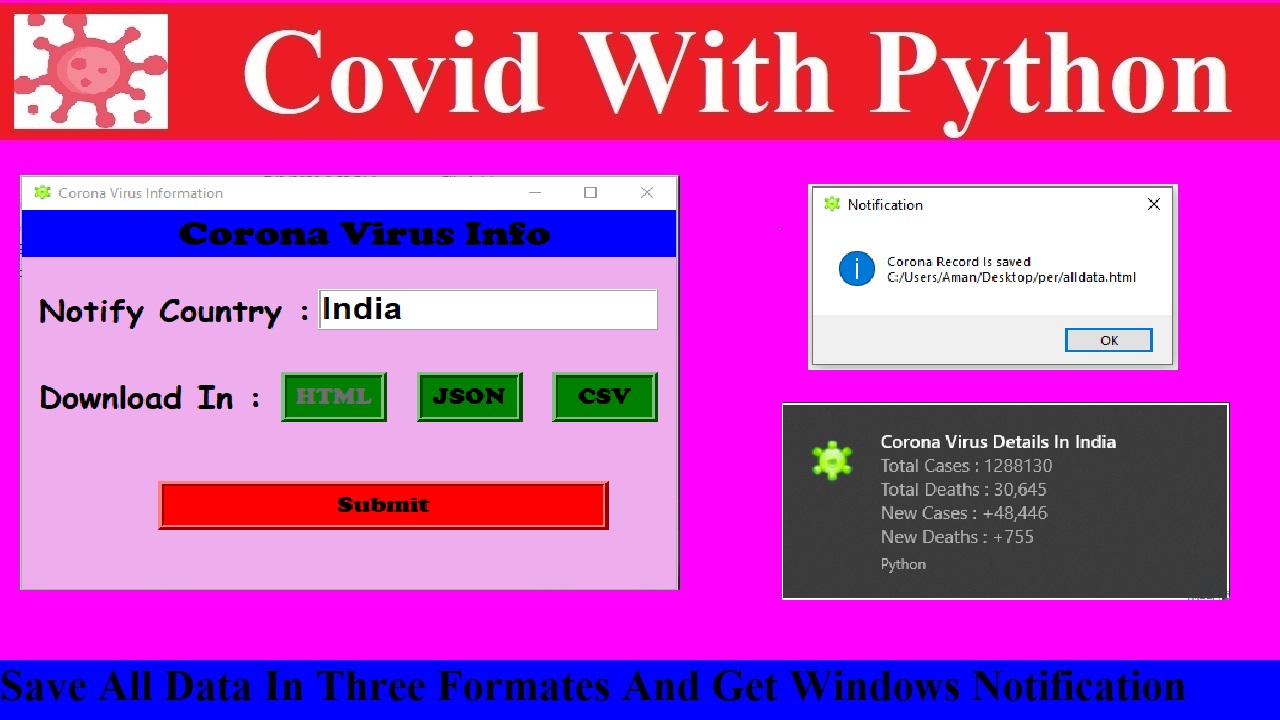 Covid With Python
Corona Virus Information
Corona Virus Info
Notify Country : India
Download In : HTML JSON CSV
Submit
Notification
Corona Record is saved
C:/Users/Aman/Desktop/per/alldata.html
OK
Corona Virus Details In India
Total Cases : 1288130
Total Deaths : 30,645
New Cases : +48,446
New Deaths : +755
Python
Save All Data In Three Formates And Get Windows Notification